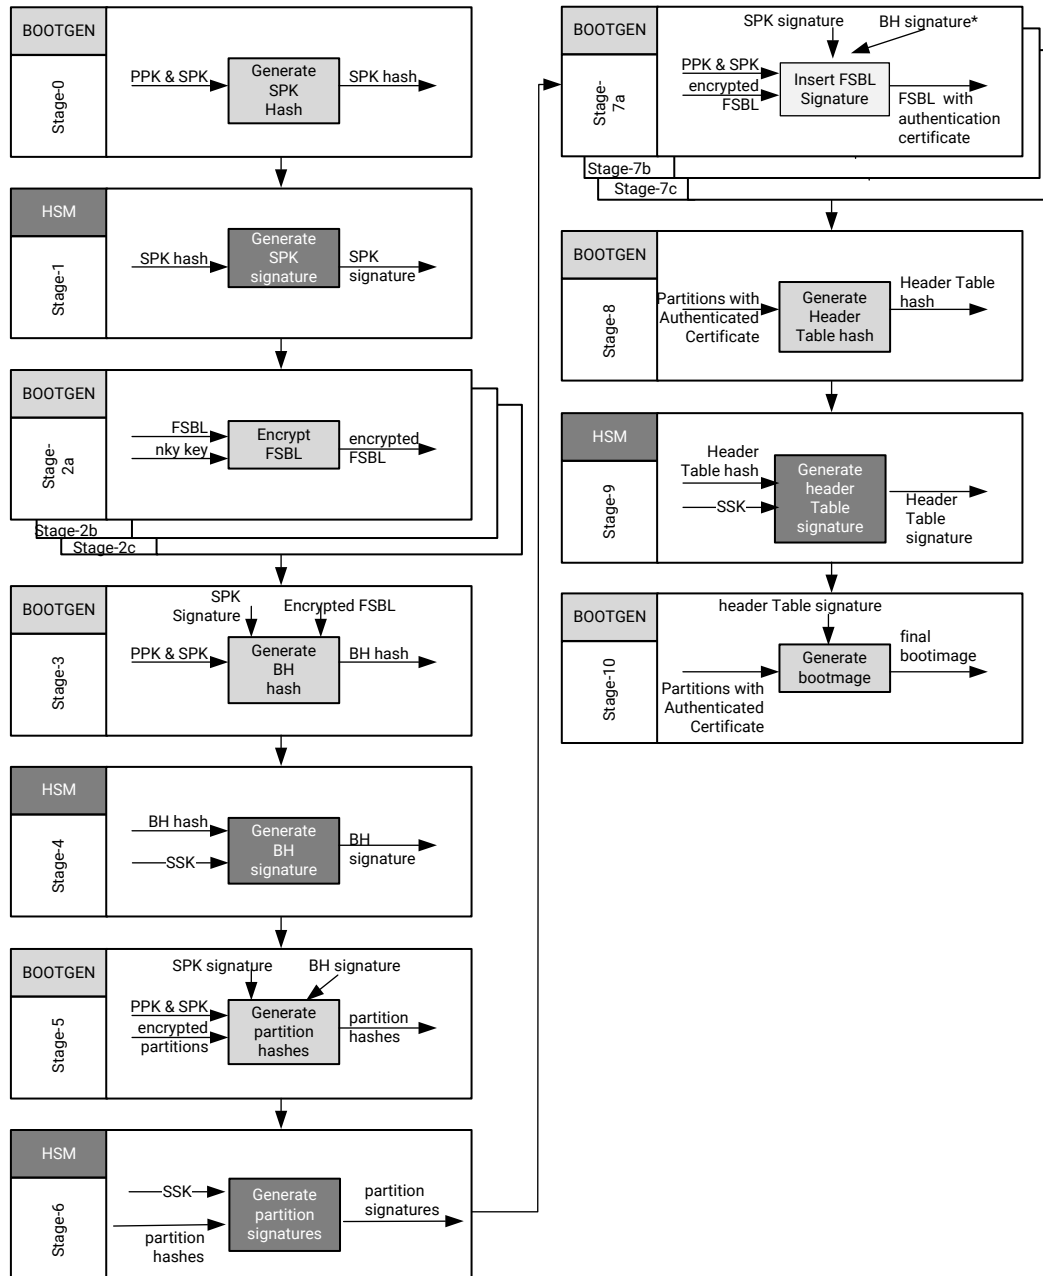 BOOTGEN
Stage-0
PPK & SPK
Generate
SPK
Hash
SPK hash
HSM
Stage-1
SPK hash
Generate
SPK
signature
SPK
signature
BOOTGEN
Stage-
2a
FSBL
nky key
Encrypt
FSBL
encrypted
FSBL
Stage-2b
Stage-2c
BOOTGEN
Stage-3
SPK
Signature
Encrypted FSBL
PPK & SPK
Generate
BH
hash
BH hash
HSM
Stage-4
BH hash
SSK
Generate
BH
signature
BH
signature
BOOTGEN
Stage-5
SPK signature
BH signature
PPK & SPK
encrypted
partitions
Generate
partition
hashes
partition
hashes
HSM
Stage-6
SSK
partition
hashes
Generate
partition
signatures
partition
signatures
BOOTGEN
Stage-
7a
SPK signature
BH signature*
PPK & SPK
encrypted
FSBL
Insert FSBL
Signature
FSBL with
authentication
certificate
Stage-7b
Stage-7c
BOOTGEN
Stage-8
Partitions with
Authenticated
Certificate
Generate
Header
Table hash
Header Table
hash
HSM
Stage-9
Header
Table hash
SSK
Generate
header
Table
signature
Header
Table
signature
BOOTGEN
Stage-10
header Table signature
Partitions with
Authenticated
Certificate
Generate
bootmage
final
bootimage